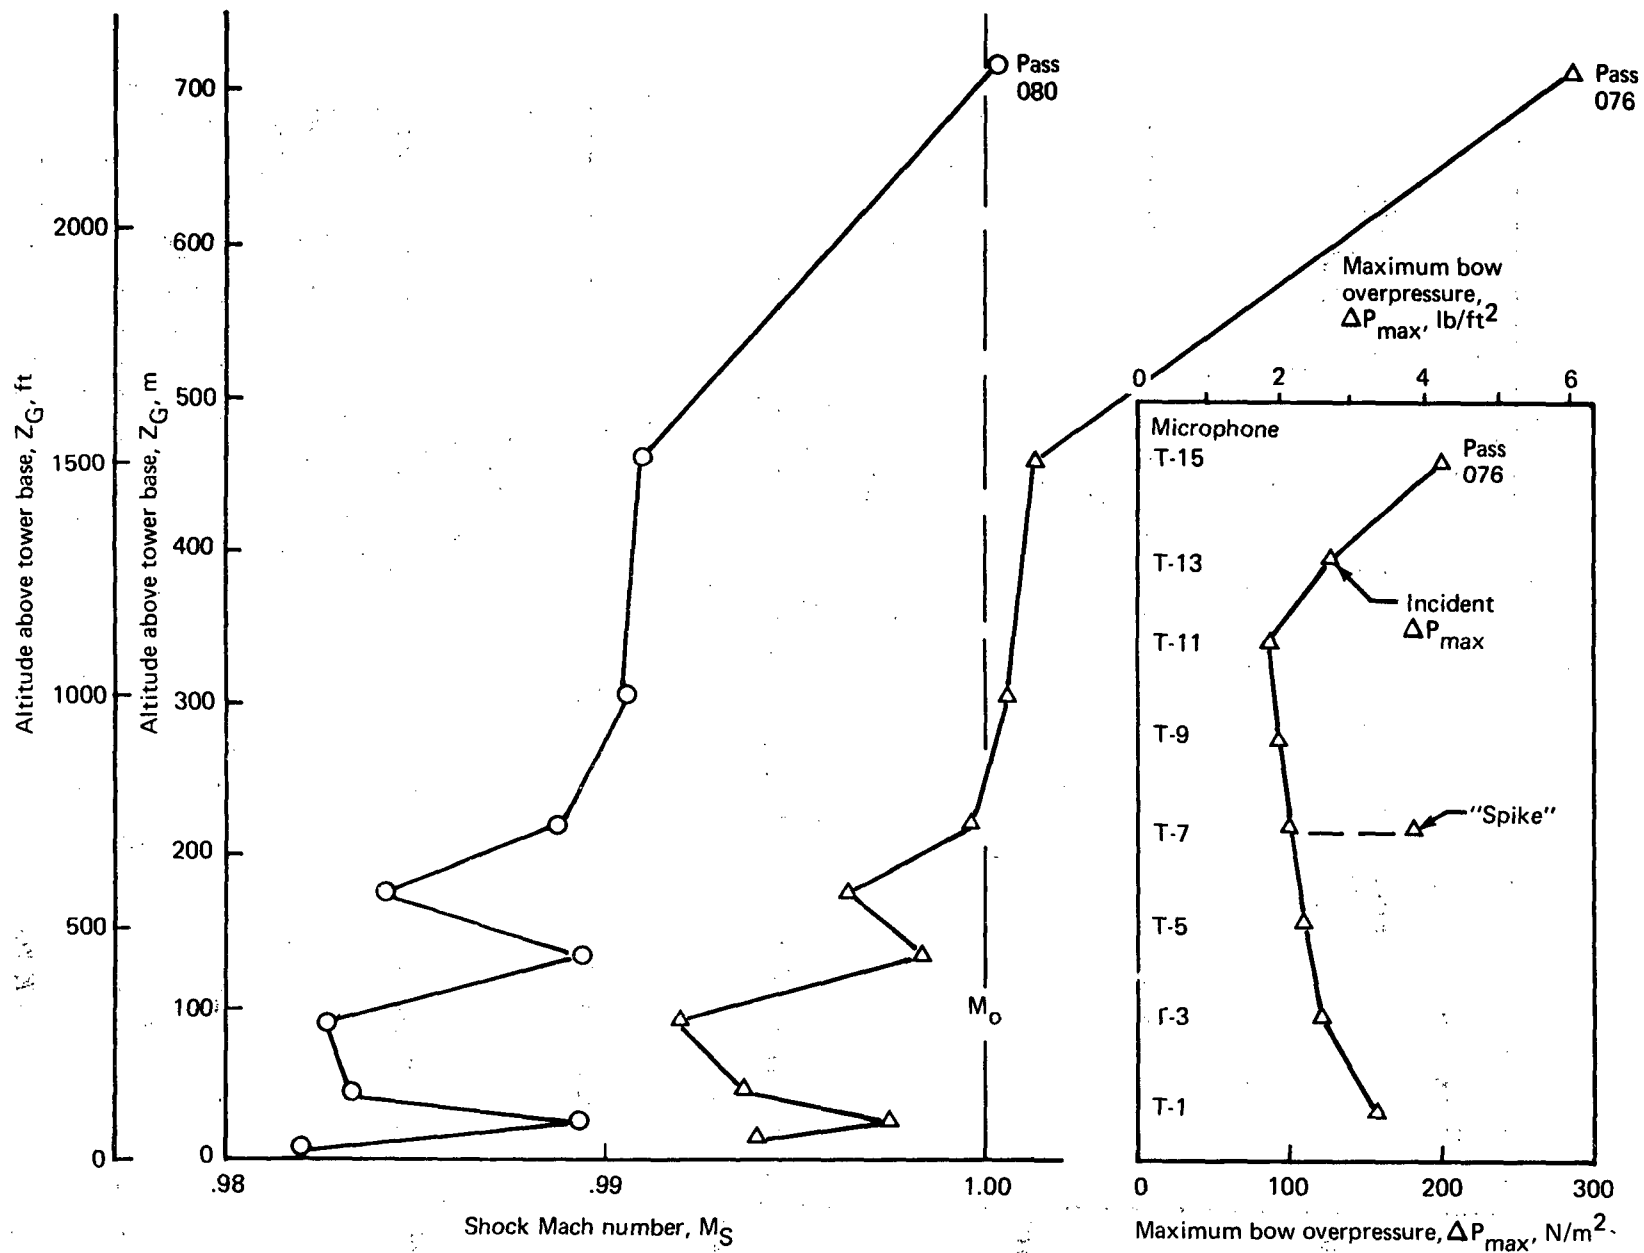 Altitude above tower base, Z_G, ft
2000
1500
1000
500
0
Altitude above tower base, Z_G, m
700
600
500
400
300
200
100
0
.98
.99
1.00
Shock Mach number, M_S
Pass
080
M_o
Pass
076
Maximum bow
overpressure,
ΔP_max, lb/ft²
0
2
4
6
Microphone
T-15
T-13
T-11
T-9
T-7
T-5
T-3
T-1
Pass
076
Incident
ΔP_max
"Spike"
0
100
200
300
Maximum bow overpressure, ΔP_max, N/m²